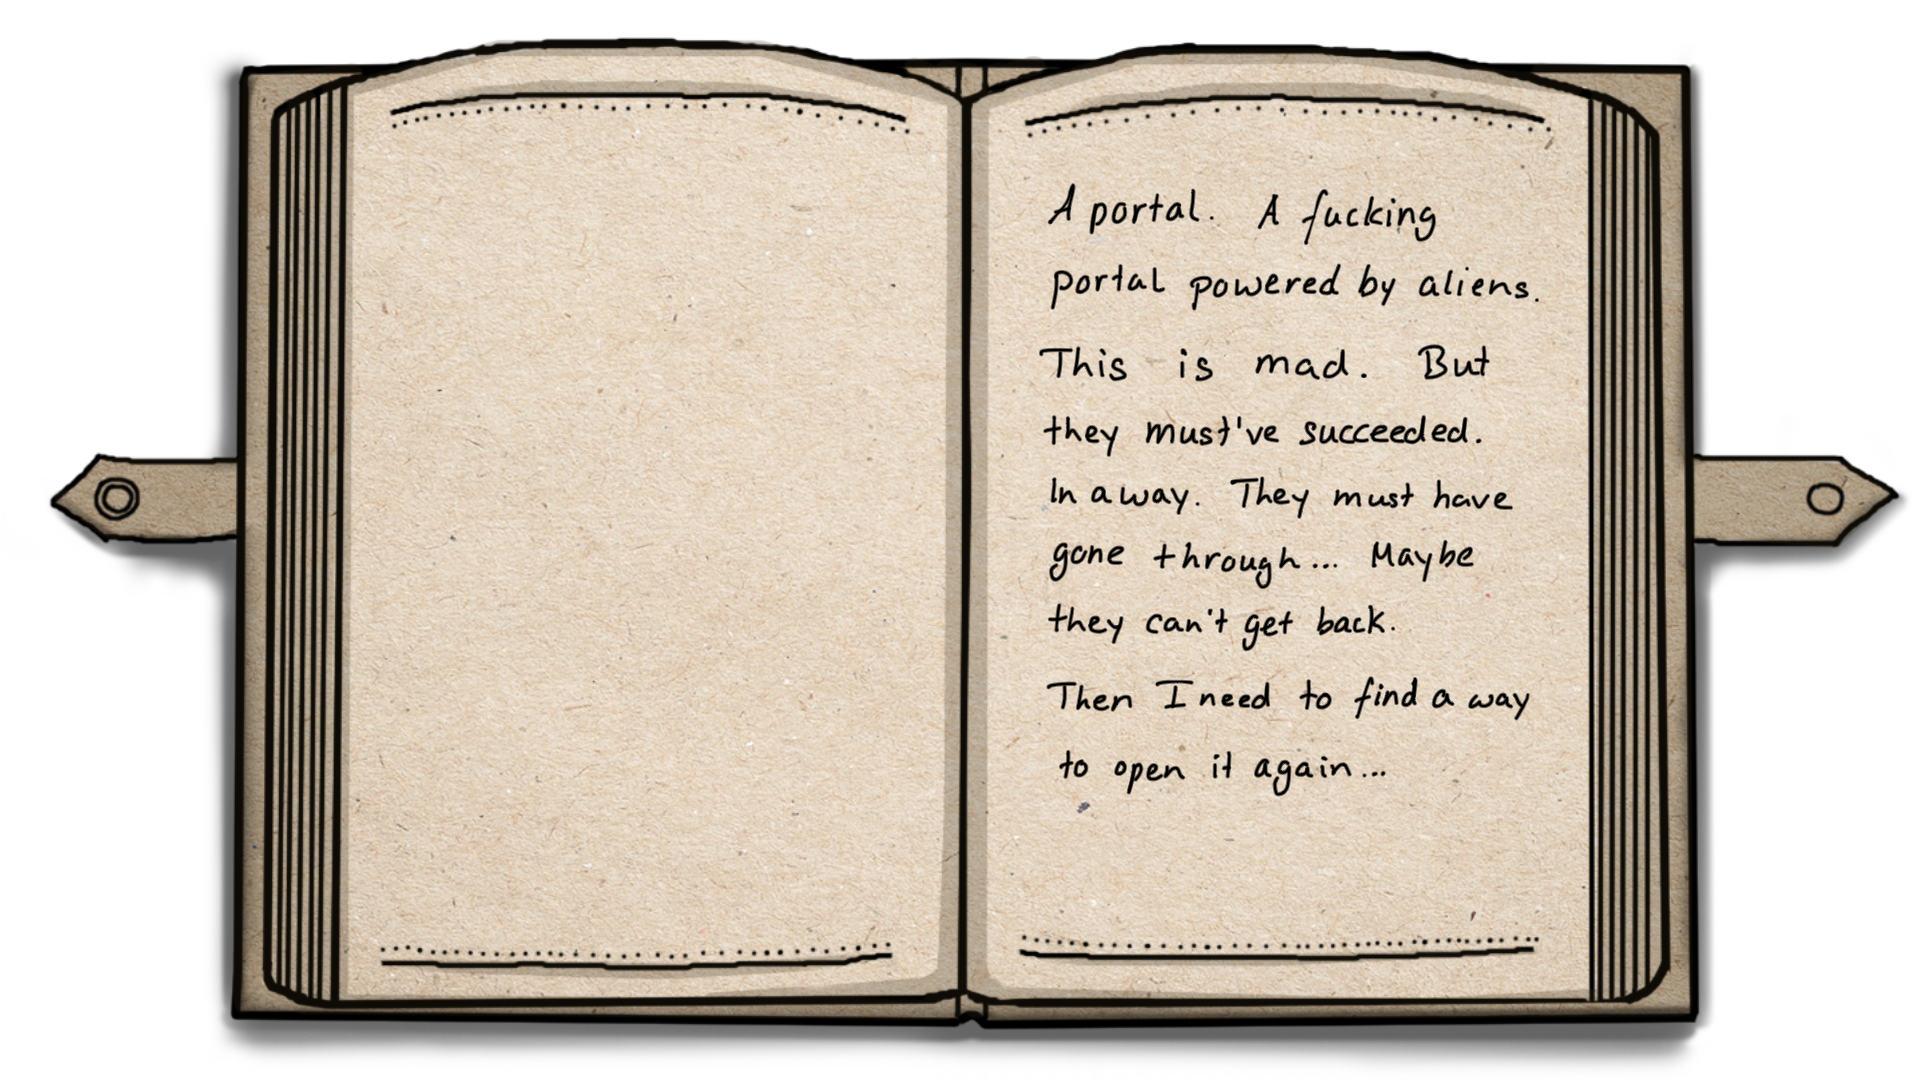 A portal. A fucking
portal powered by aliens.
This is mad. But
they must've succeeded.
In a way. They must have
gone through... Maybe
they can't get back.
Then I need to find a way
to open it again...